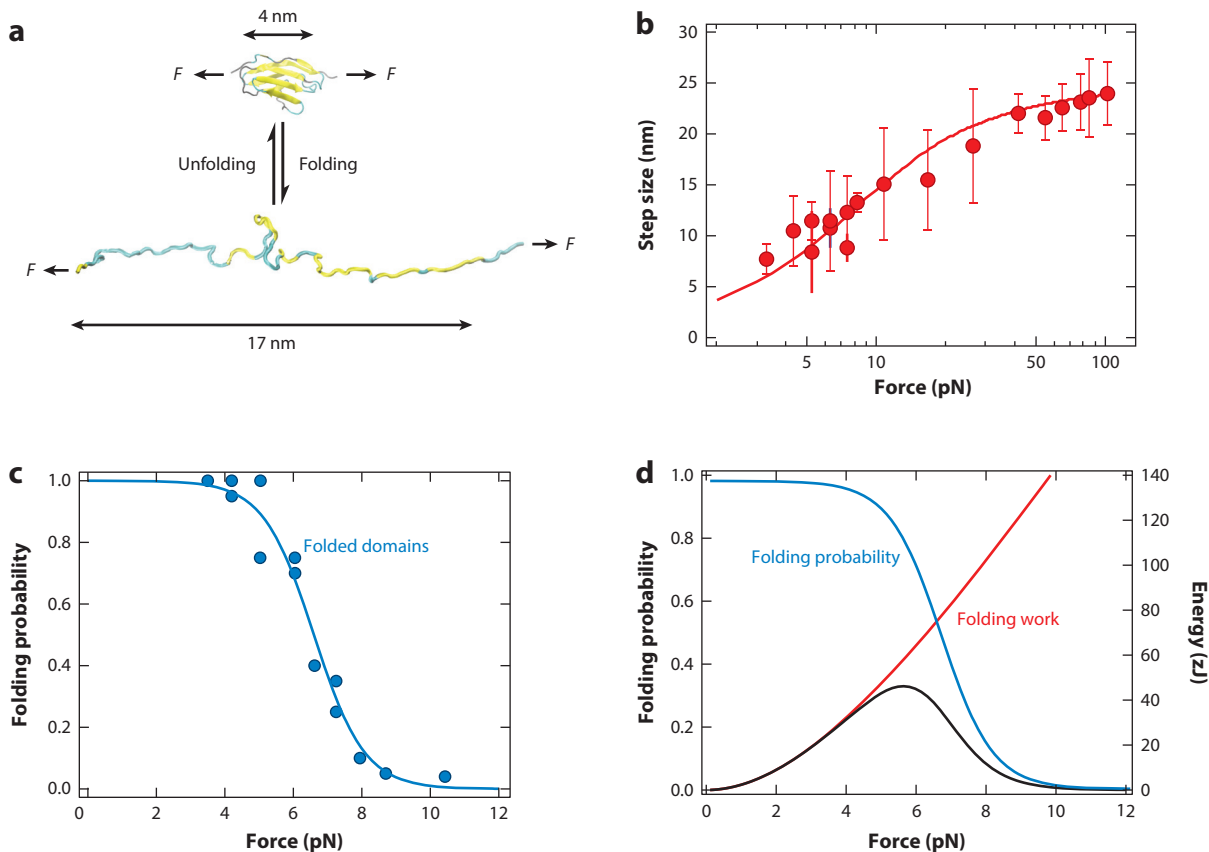 a
4 nm
F
F
Unfolding
Folding
F
F
17 nm
b
30
25
20
15
10
5
0
Step size (nm)
5
10
50
100
Force (pN)
c
1.0
0.8
0.6
0.4
0.2
0.0
Folding probability
Folded domains
0
2
4
6
8
10
12
Force (pN)
d
1.0
0.8
0.6
0.4
0.2
0.0
Folding probability
Folding probability
Folding work
140
120
100
80
60
40
20
0
Energy (zJ)
0
2
4
6
8
10
12
Force (pN)